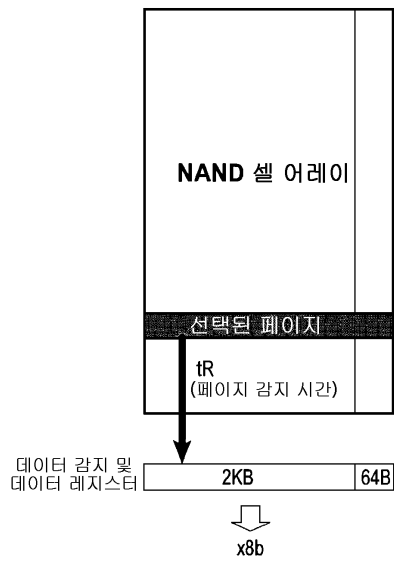 NAND 셀 어레이
선택된 페이지
tR
(페이지 감지 시간)
데이터 감지 및
데이터 레지스터
2KB
64B
x8b